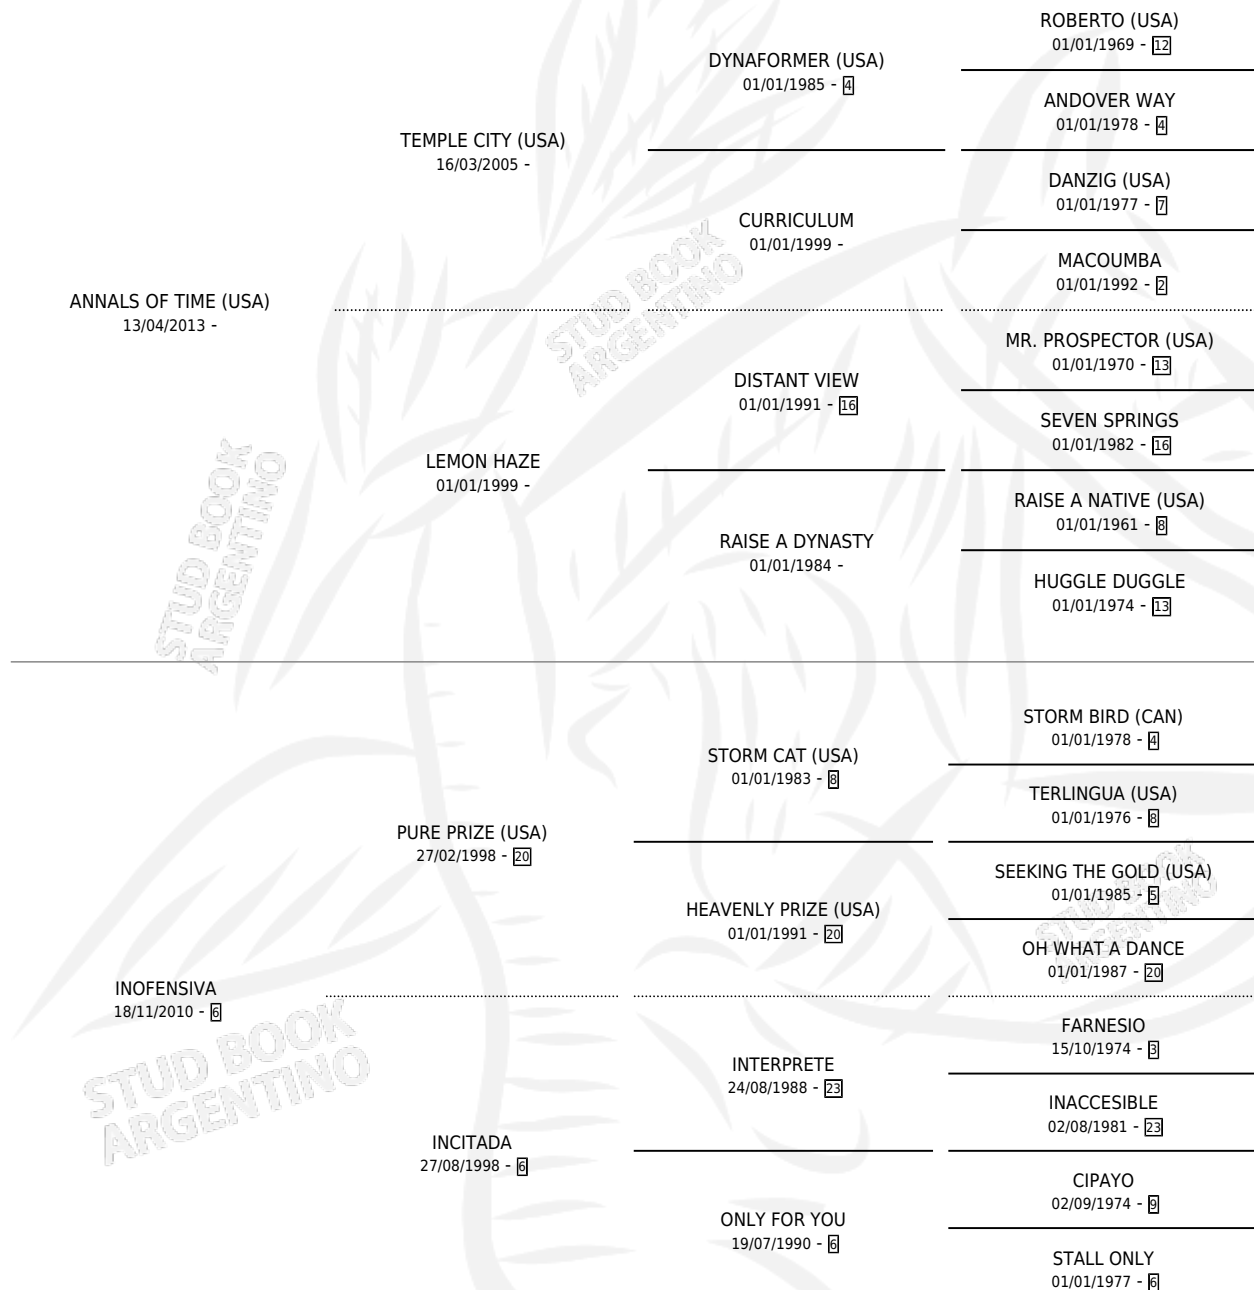 ROBERTO (USA)
01/01/1969 - 12
DYNAFORMER (USA)
01/01/1985 - 4
ANDOVER WAY
01/01/1978 - 4
TEMPLE CITY (USA)
16/03/2005 -
DANZIG (USA)
01/01/1977 - 7
CURRICULUM
01/01/1999 -
MACOUMBA
01/01/1992 - 2
ANNALS OF TIME (USA)
13/04/2013 -
MR. PROSPECTOR (USA)
01/01/1970 - 13
DISTANT VIEW
01/01/1991 - 16
SEVEN SPRINGS
01/01/1982 - 16
LEMON HAZE
01/01/1999 -
RAISE A NATIVE (USA)
01/01/1961 - 8
RAISE A DYNASTY
01/01/1984 -
HUGGLE DUGGLE
01/01/1974 - 13
STORM BIRD (CAN)
01/01/1978 - 4
STORM CAT (USA)
01/01/1983 - 8
TERLINGUA (USA)
01/01/1976 - 8
PURE PRIZE (USA)
27/02/1998 - 20
SEEKING THE GOLD (USA)
01/01/1985 - 5
HEAVENLY PRIZE (USA)
01/01/1991 - 20
OH WHAT A DANCE
01/01/1987 - 20
INOFENSIVA
18/11/2010 - 6
FARNESIO
15/10/1974 - 3
INTERPRETE
24/08/1988 - 23
INACCESIBLE
02/08/1981 - 23
INCITADA
27/08/1998 - 6
CIPAYO
02/09/1974 - 9
ONLY FOR YOU
19/07/1990 - 6
STALL ONLY
01/01/1977 - 6
STUD BOOK
ARGENTINO
STUD BOOK
ARGENTINO
STUD BOOK
ARGENTINO
STUD BOOK
ARGENTINO